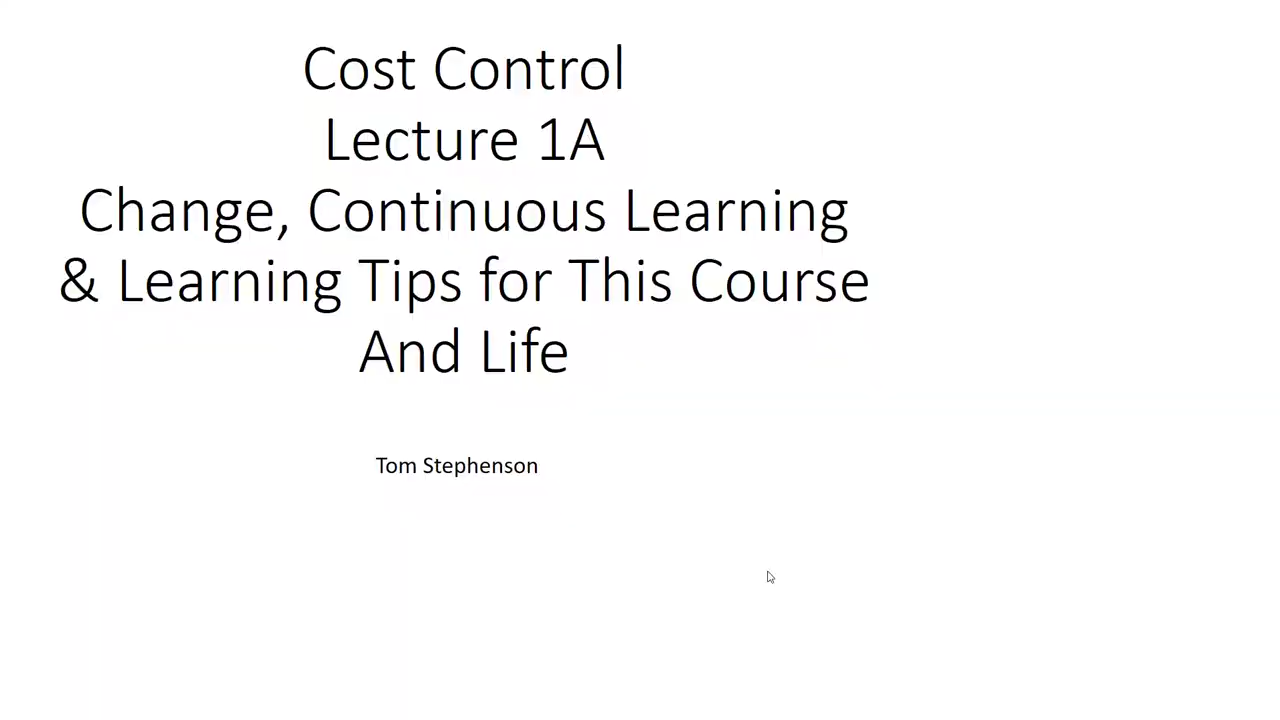 Cost Control
Lecture 1A
Change, Continuous Learning
& Learning Tips for This Course
And Life
Tom Stephenson